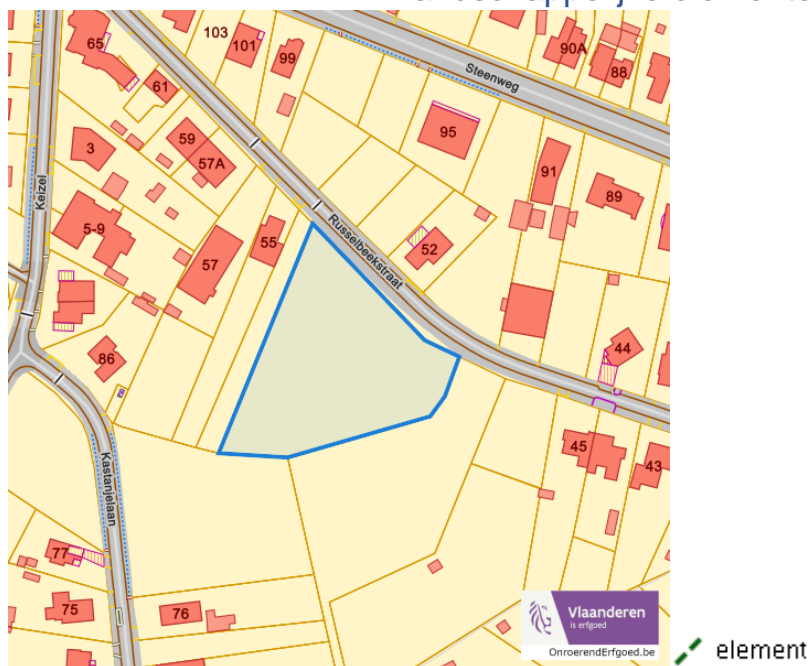 65
103
101
99
61
59
57A
3
5-9
57
55
86
Keizel
Steenweg
90A
88
95
91
89
52
Russelbeekstraat
44
45
43
Kastanjelaan
77
75
76
Vlaanderen
is erfgoed
OnroerendErfgoed.be
element